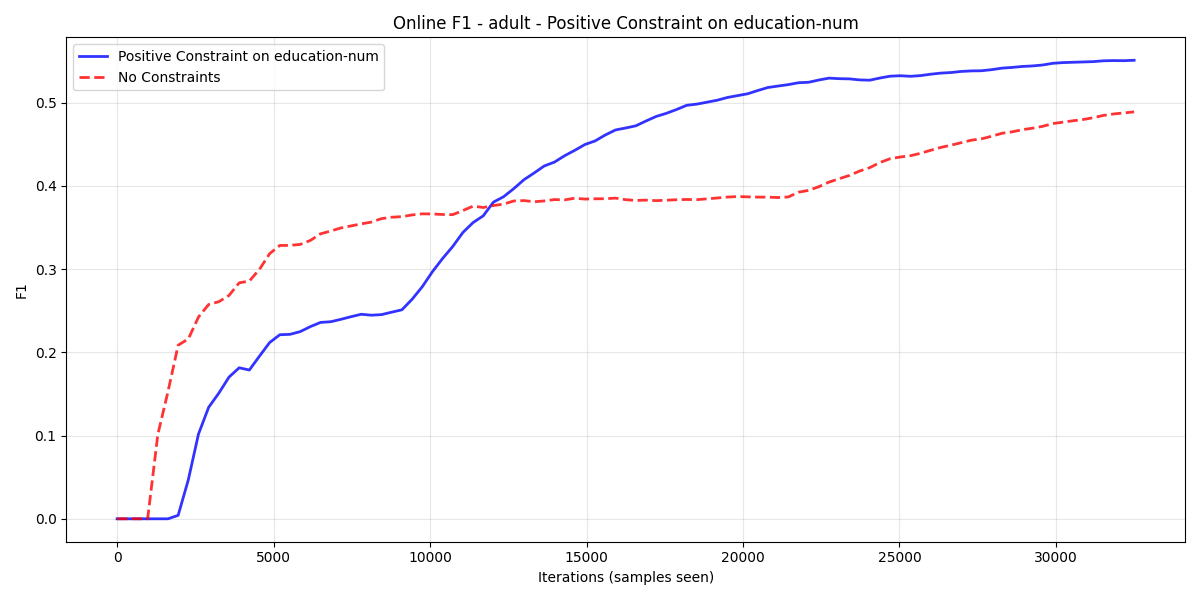 Online F1 - adult - Positive Constraint on education-num
Positive Constraint on education-num
No Constraints
F1
0.5
0.4
0.3
0.2
0.1
0.0
0 5000 10000 15000 20000 25000 30000
Iterations (samples seen)